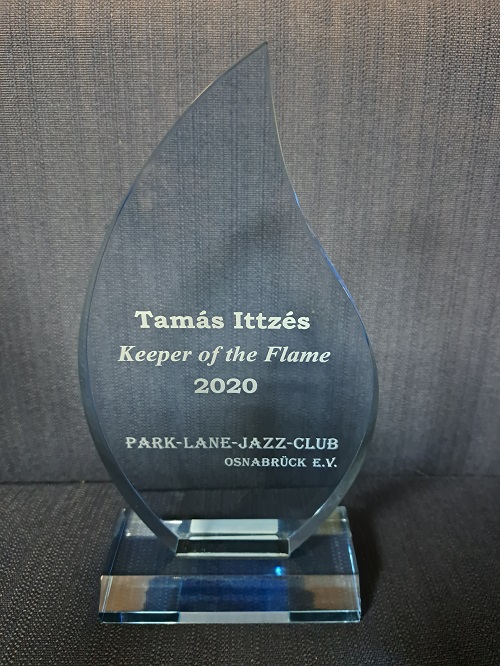 Tamás Ittzés
Keeper of the Flame
2020
PARK-LANE-JAZZ-CLUB
OSNABRÜCK E.V.